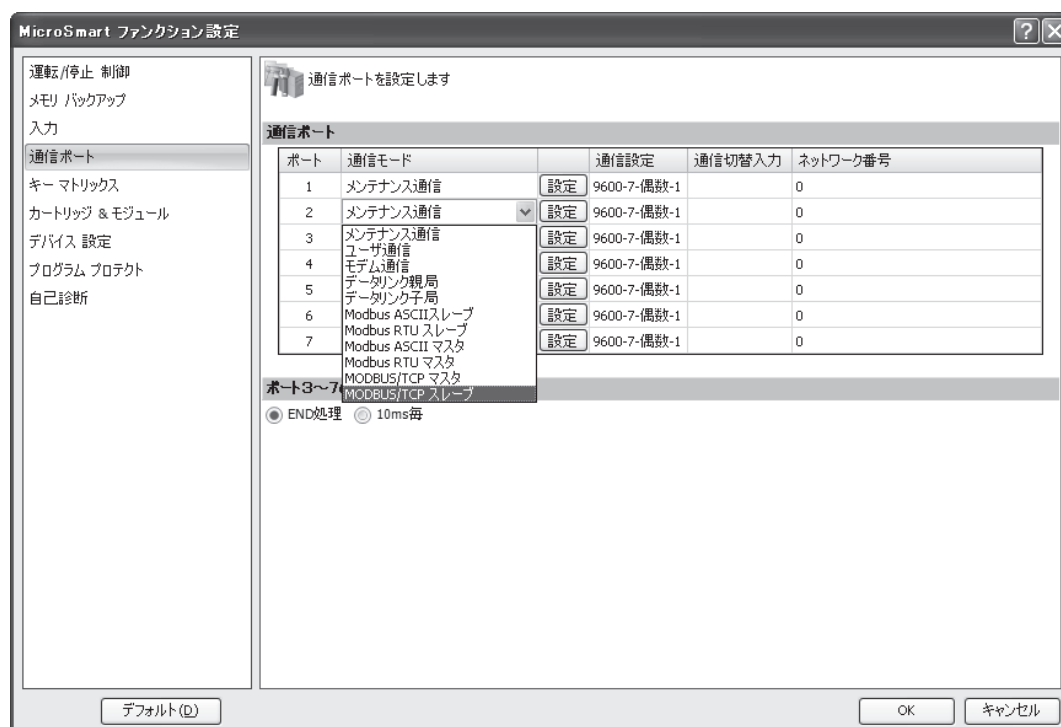 MicroSmart ファンクション設定
運転/停止 制御
メモリ バックアップ
入力
通信ポート
キー マトリックス
カートリッジ & モジュール
デバイス 設定
プログラム プロテクト
自己診断
通信ポートを設定します
通信ポート
ポート 通信モード 通信設定 通信切替入力 ネットワーク番号
1 メンテナンス通信 設定 9600-7-偶数-1 0
2 メンテナンス通信 設定 9600-7-偶数-1 0
3 設定 9600-7-偶数-1 0
4 設定 9600-7-偶数-1 0
5 設定 9600-7-偶数-1 0
6 設定 9600-7-偶数-1 0
7 設定 9600-7-偶数-1 0
メンテナンス通信
ユーザ通信
モデム通信
データリンク親局
データリンク子局
Modbus ASCIIスレーブ
Modbus RTU スレーブ
Modbus ASCII マスタ
Modbus RTU マスタ
MODBUS/TCP マスタ
MODBUS/TCP スレーブ
ポート3~7
END処理 10ms毎
デフォルト(D)
OK
キャンセル